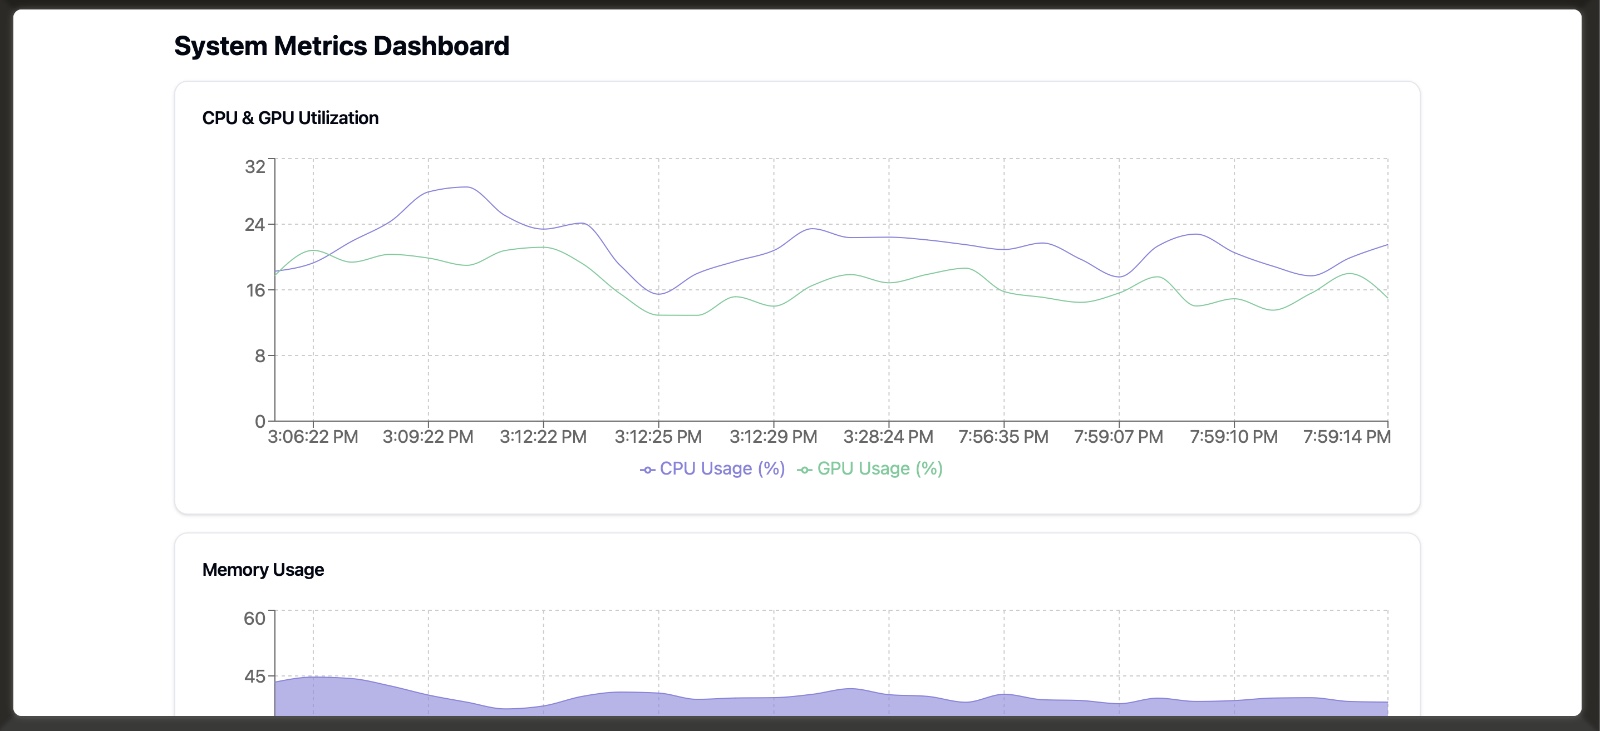 System Metrics Dashboard
CPU & GPU Utilization
32
24
16
8
0
3:06:22 PM 3:09:22 PM 3:12:22 PM 3:12:25 PM 3:12:29 PM 3:28:24 PM 7:56:35 PM 7:59:07 PM 7:59:10 PM 7:59:14 PM
CPU Usage (%) GPU Usage (%)
Memory Usage
60
45